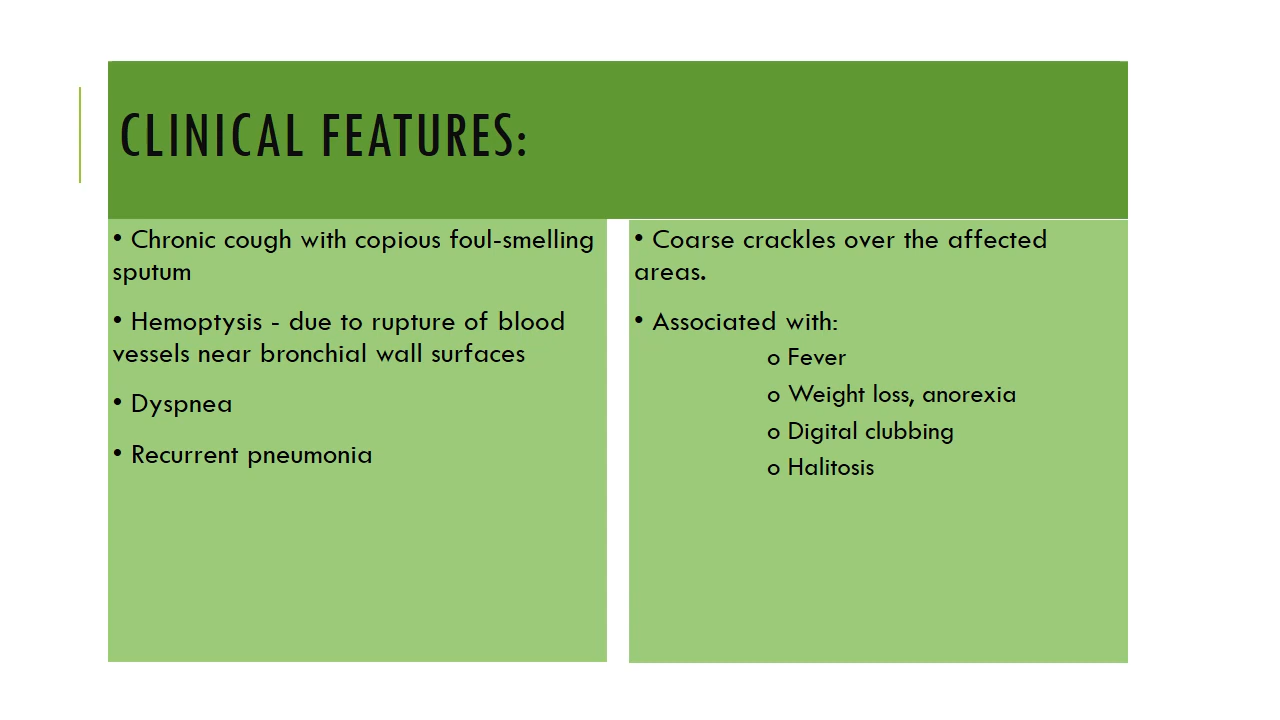 CLINICAL FEATURES:
• Chronic cough with copious foul-smelling
sputum
• Hemoptysis - due to rupture of blood
vessels near bronchial wall surfaces
• Dyspnea
• Recurrent pneumonia
• Coarse crackles over the affected
areas.
• Associated with:
o Fever
o Weight loss, anorexia
o Digital clubbing
o Halitosis